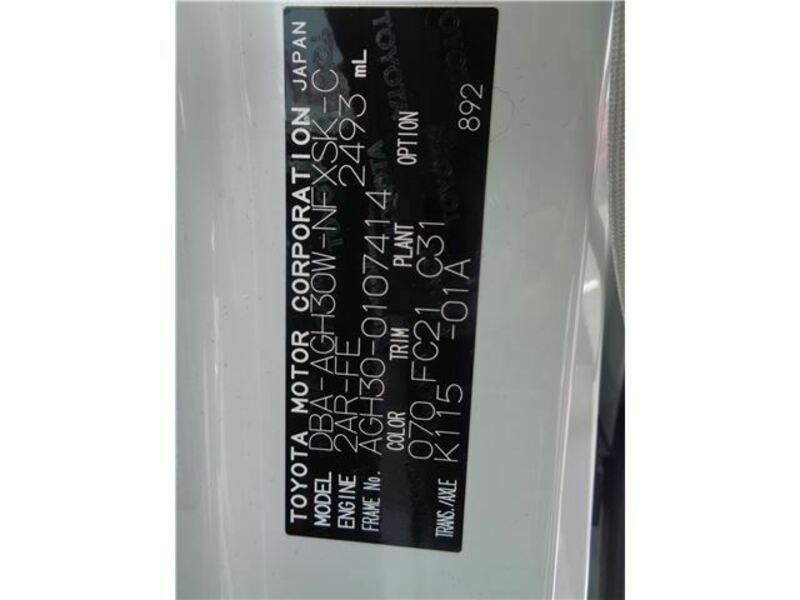 TOYOTA MOTOR CORPORATION JAPAN
MODEL DBA-AGH30W-NFXSK-C
ENGINE 2AR-FE 2493 mL
FRAME No. AGH30-0107414
COLOR TRIM PLANT OPTION
070 FC21 C31
TRANS./AXLE K115 -01A 892